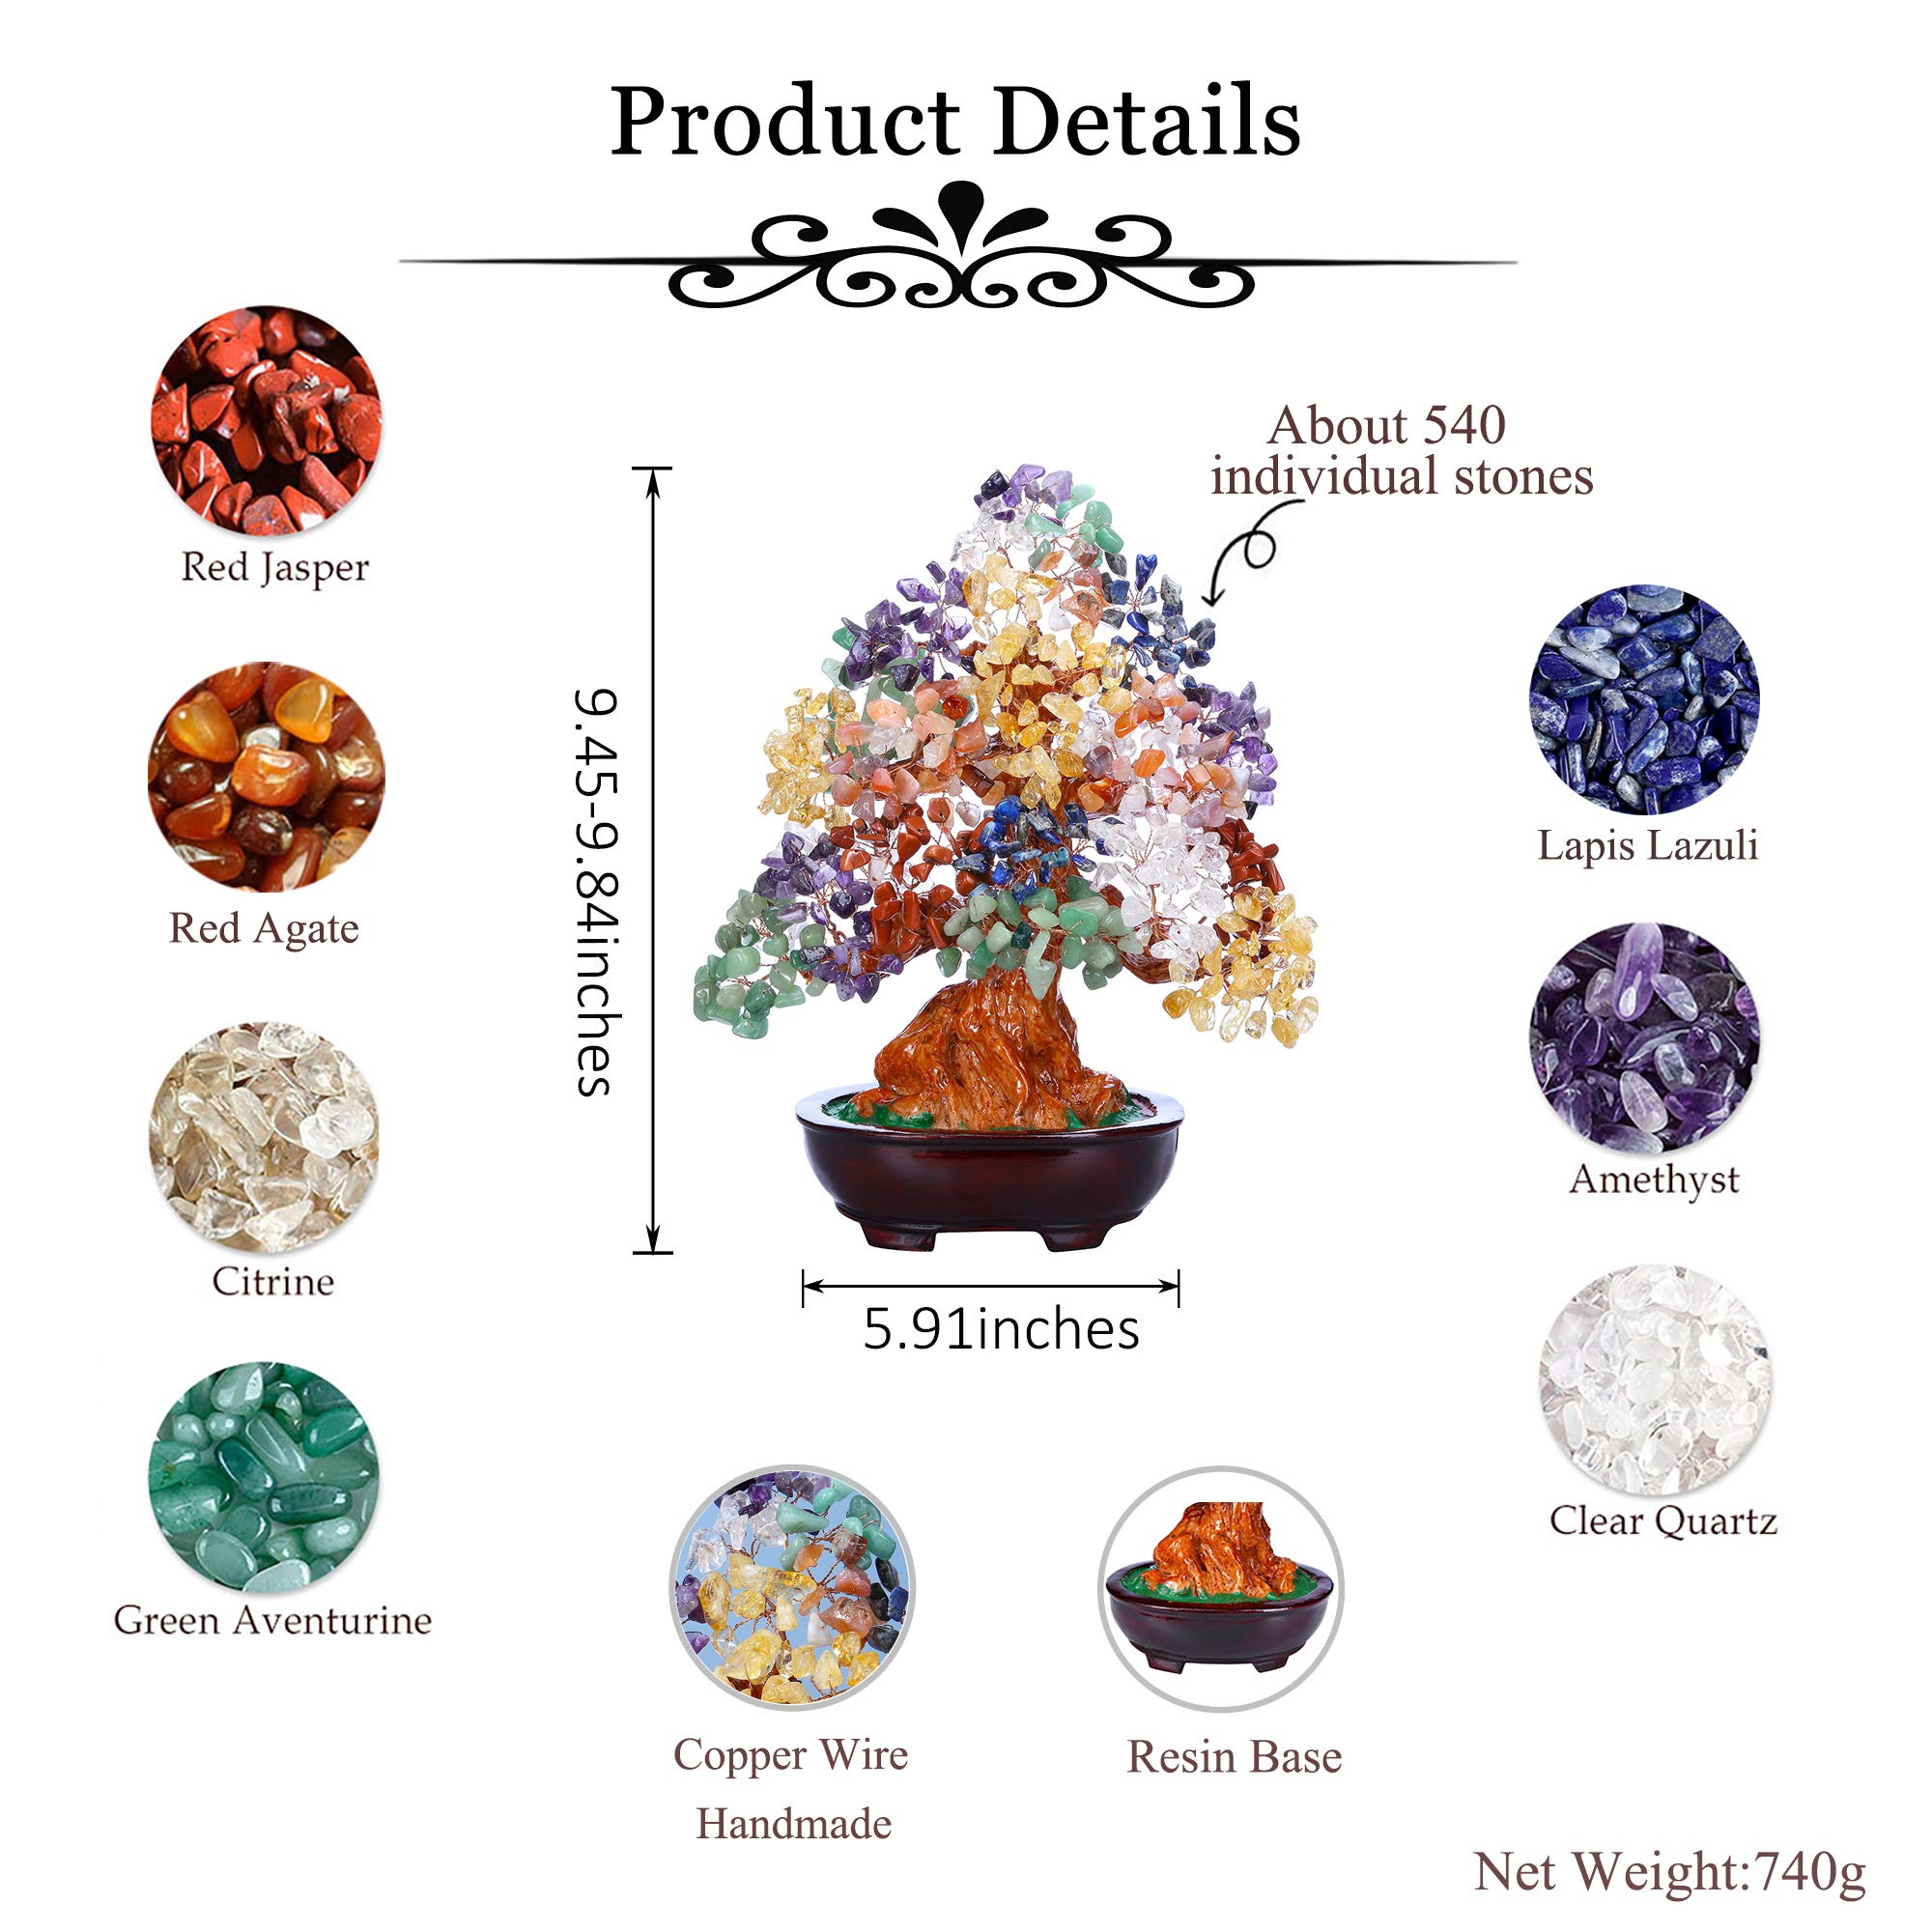 Product Details
About 540
individual stones
Red Jasper
Red Agate
Citrine
Green Aventurine
9.45-9.84inches
5.91inches
Lapis Lazuli
Amethyst
Clear Quartz
Copper Wire
Handmade
Resin Base
Net Weight:740g